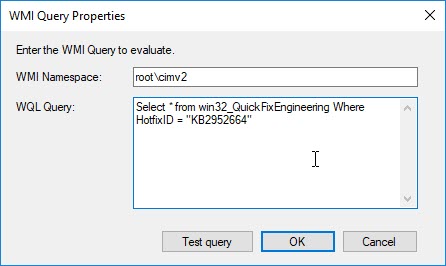 WMI Query Properties
Enter the WMI Query to evaluate.
WMI Namespace:
root\cimv2
WQL Query:
Select * from win32_QuickFixEngineering Where
HotfixID = "KB2952664"
Test query
OK
Cancel